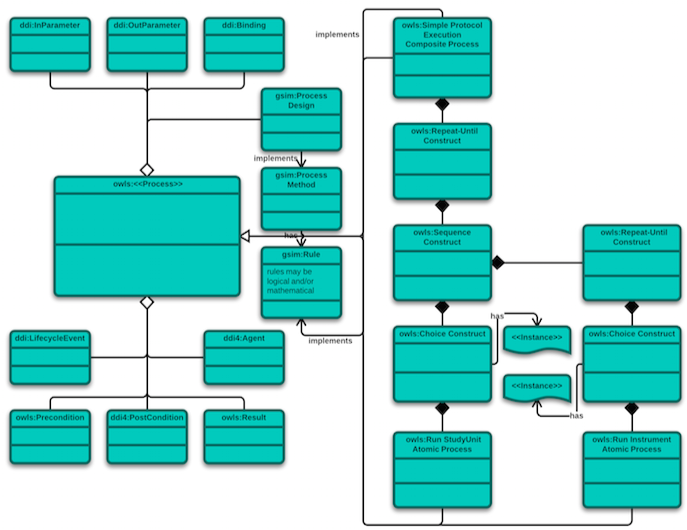 ddi:InParameter
ddi:OutParameter
ddi:Binding
implements
owls:Simple Protocol
Execution
Composite Process
gsim:Process
Design
implements
owls:Repeat-Until
Construct
gsim:Process
Method
owls:<<Process>>
has
gsim:Rule
rules may be
logical and/or
mathematical
owls:Sequence
Construct
owls:Repeat-Until
Construct
implements
has
ddi:LifecycleEvent
ddi4:Agent
owls:Choice Construct
<<Instance>>
owls:Choice Construct
<<Instance>>
has
owls:Precondition
ddi4:PostCondition
owls:Result
owls:Run StudyUnit
Atomic Process
owls:Run Instrument
Atomic Process